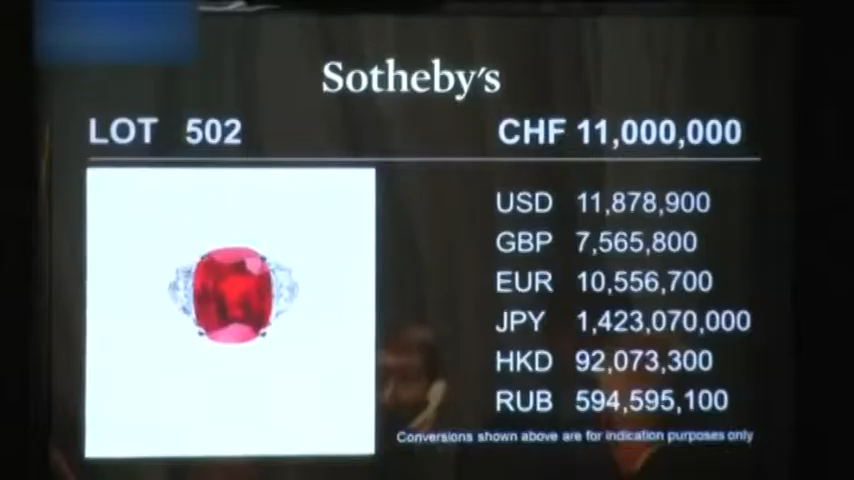 Sotheby's
LOT 502 CHF 11,000,000
USD 11,878,900
GBP 7,565,800
EUR 10,556,700
JPY 1,423,070,000
HKD 92,073,300
RUB 594,595,100
Conversions shown above are for indication purposes only